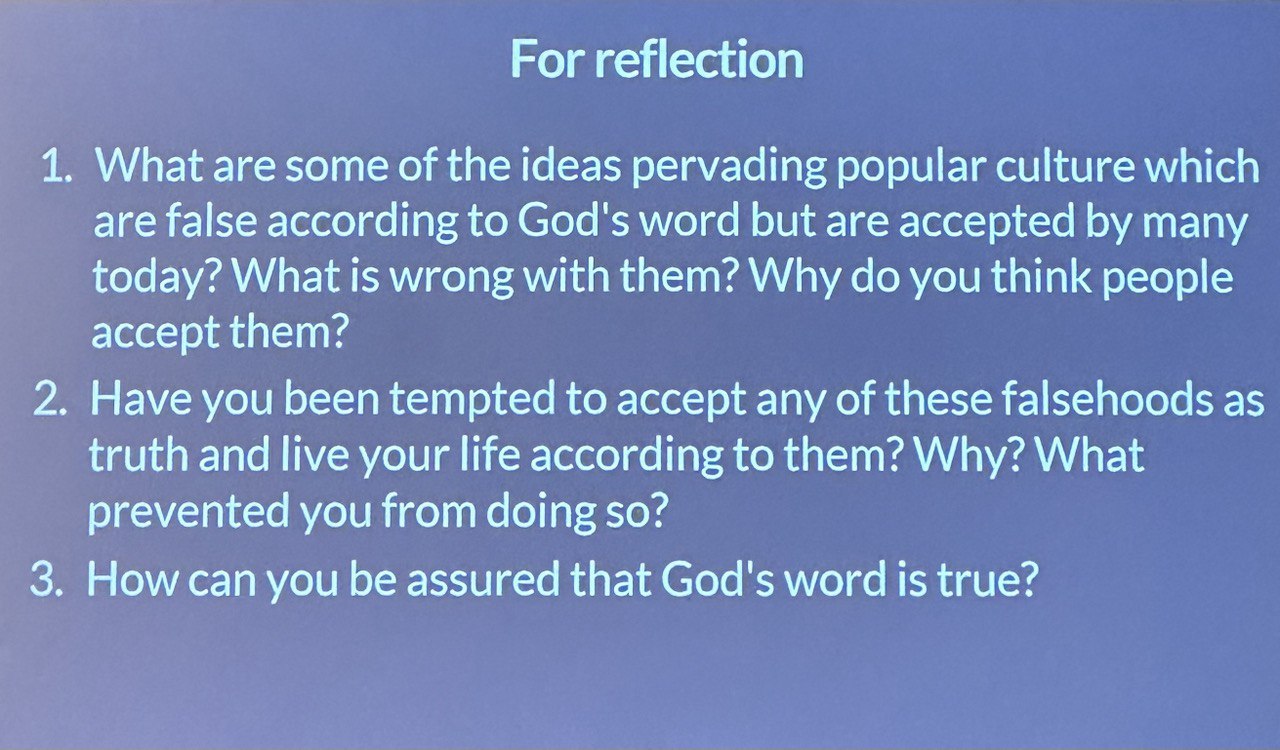 For reflection
1. What are some of the ideas pervading popular culture which
are false according to God's word but are accepted by many
today? What is wrong with them? Why do you think people
accept them?
2. Have you been tempted to accept any of these falsehoods as
truth and live your life according to them? Why? What
prevented you from doing so?
3. How can you be assured that God's word is true?